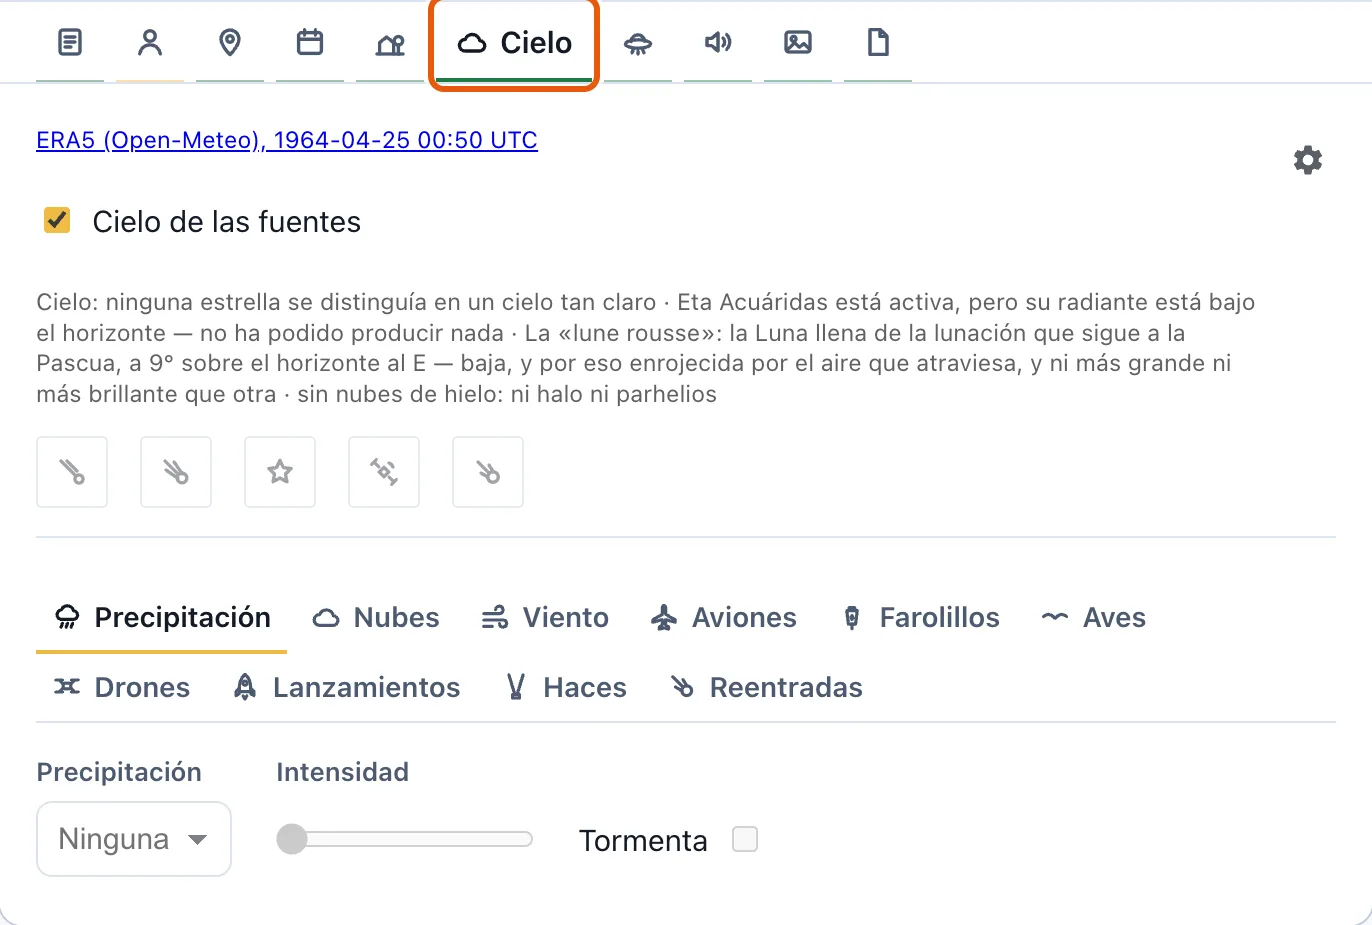 Cielo
ERA5 (Open-Meteo), 1964-04-25 00:50 UTC
Cielo de las fuentes
Cielo: ninguna estrella se distinguía en un cielo tan claro · Eta Acuáridas está activa, pero su radiante está bajo
el horizonte — no ha podido producir nada · La «lune rousse»: la Luna llena de la lunación que sigue a la
Pascua, a 9° sobre el horizonte al E — baja, y por eso enrojecida por el aire que atraviesa, y ni más grande ni
más brillante que otra · sin nubes de hielo: ni halo ni parhelios
Precipitación Nubes Viento Aviones Farolillos Aves
Drones Lanzamientos Haces Reentradas
Precipitación Intensidad
Ninguna Tormenta